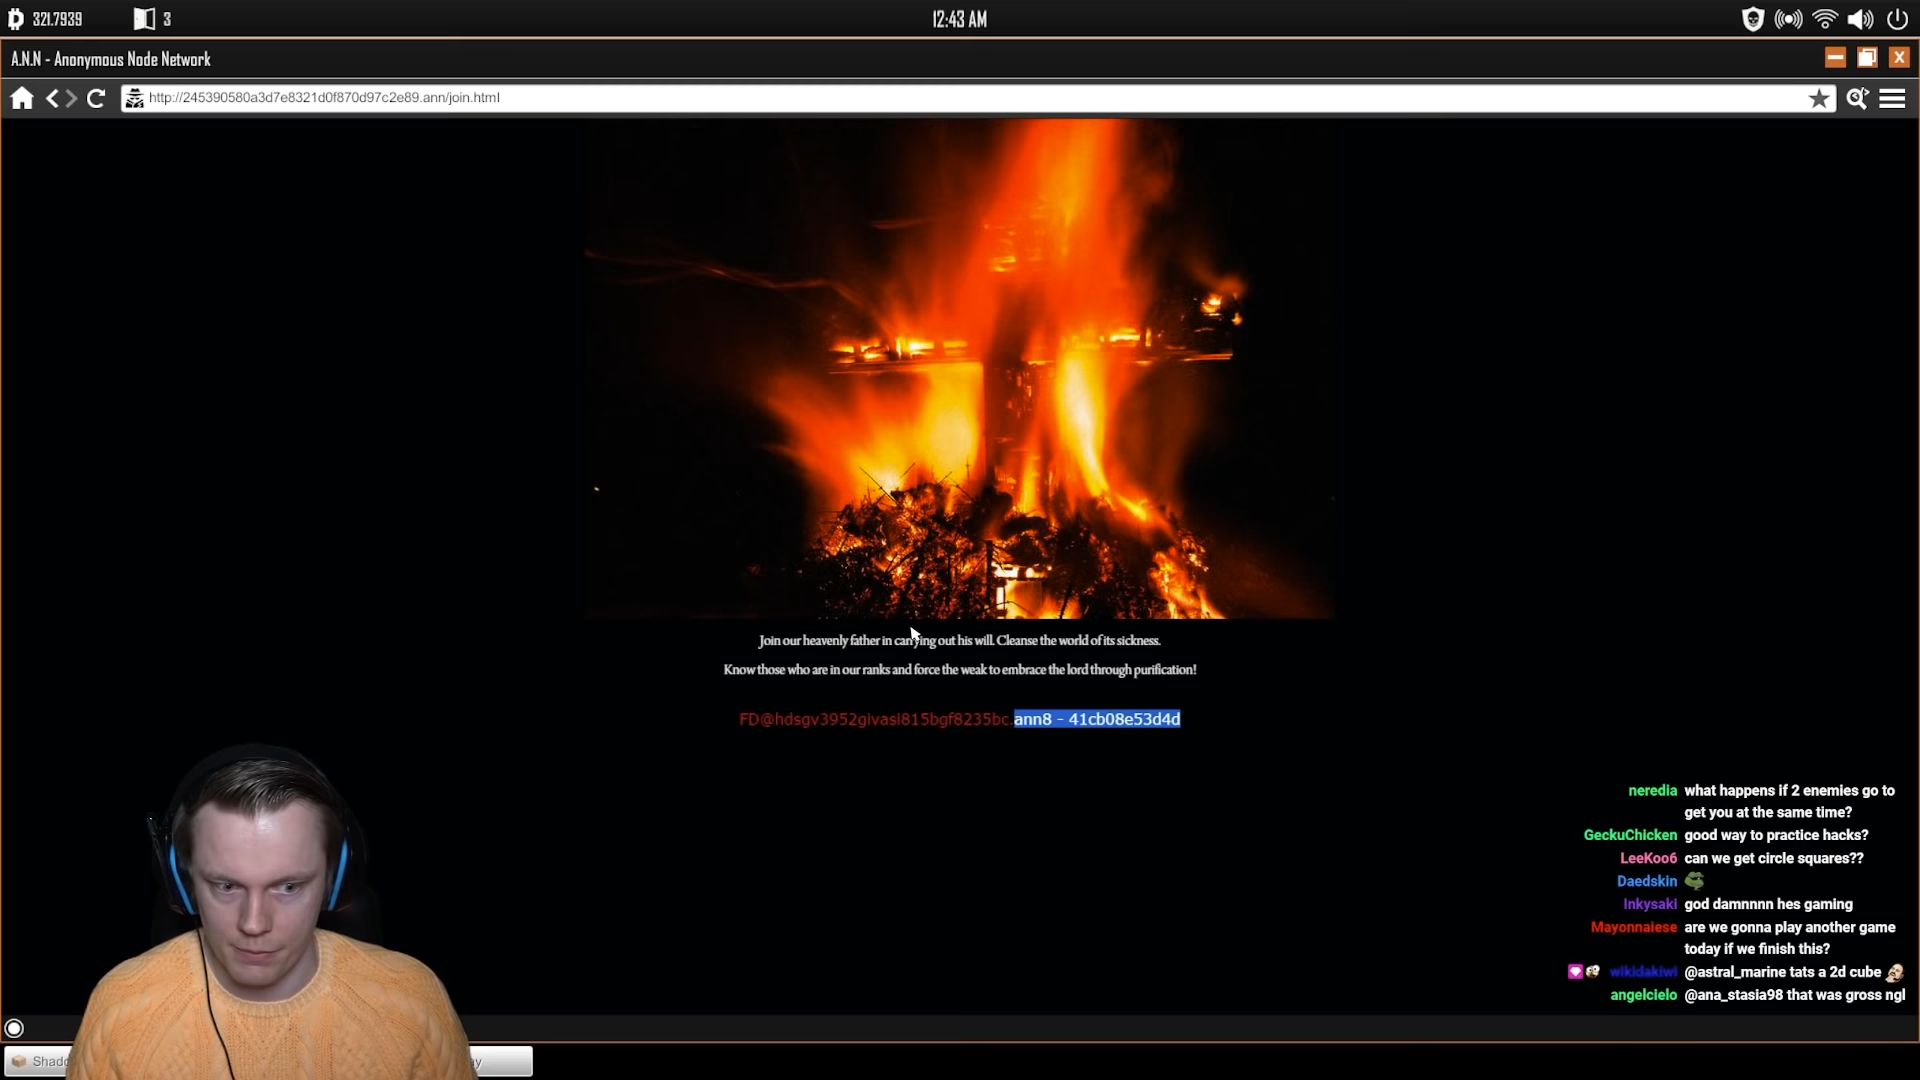 321.7939
3
12:43 AM
A.N.N - Anonymous Node Network
http://245390580a3d7e8321d0f870d97c2e89.ann/join.html
Join our heavenly father in carrying out his will. Cleanse the world of its sickness.
Know those who are in our ranks and force the weak to embrace the lord through purification!
FD@hdsgv3952givasi815bgf8235bc.ann8 - 41cb08e53d4d
neredia what happens if 2 enemies go to
get you at the same time?
GeckuChicken good way to practice hacks?
LeeKoo6 can we get circle squares??
Daedskin
Inkysaki god damnnnn hes gaming
Mayonnaiese are we gonna play another game
today if we finish this?
wikidakiwi @astral_marine tats a 2d cube
angelcielo @ana_stasia98 that was gross ngl